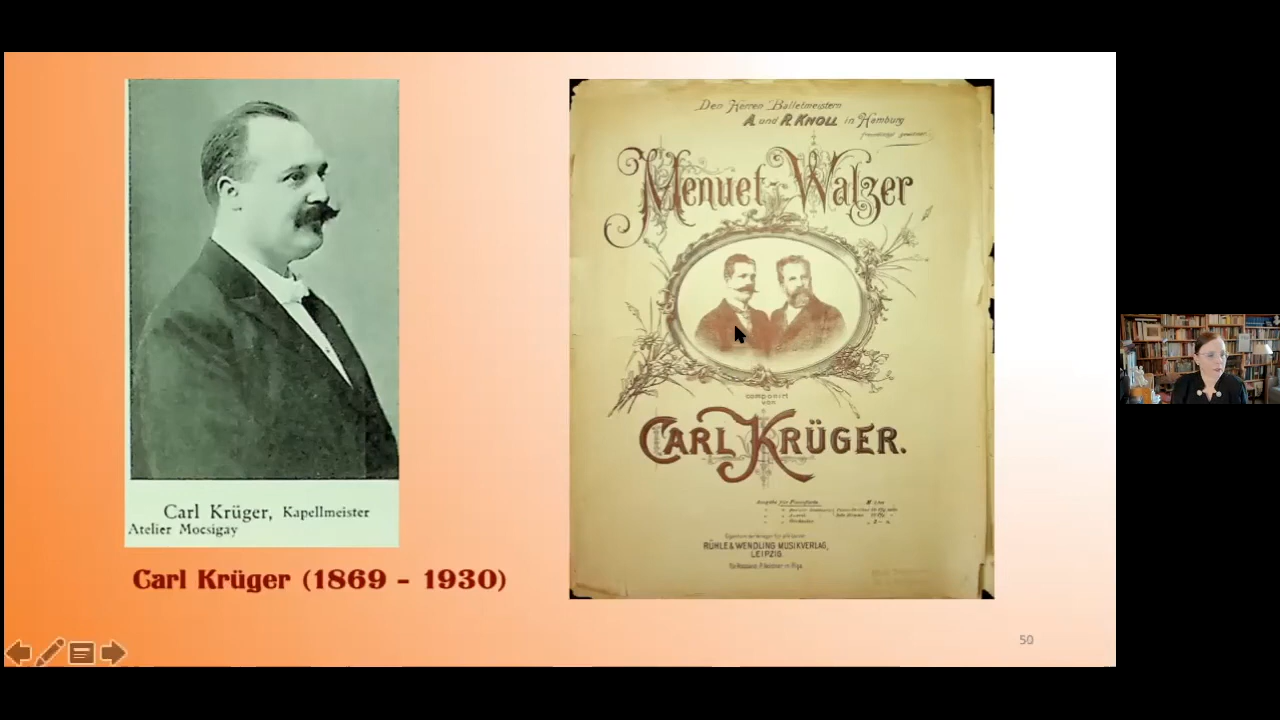 Carl Krüger, Kapellmeister
Atelier Mocsigay
Carl Krüger (1869 - 1930)
Den Herren Balletmeistern
A. und R. KNOLL in Hamburg
Menuet-Walzer
componirt
von
CARL KRÜGER.
RÜHLE & WENDLING MUSIKVERLAG,
LEIPZIG.
50